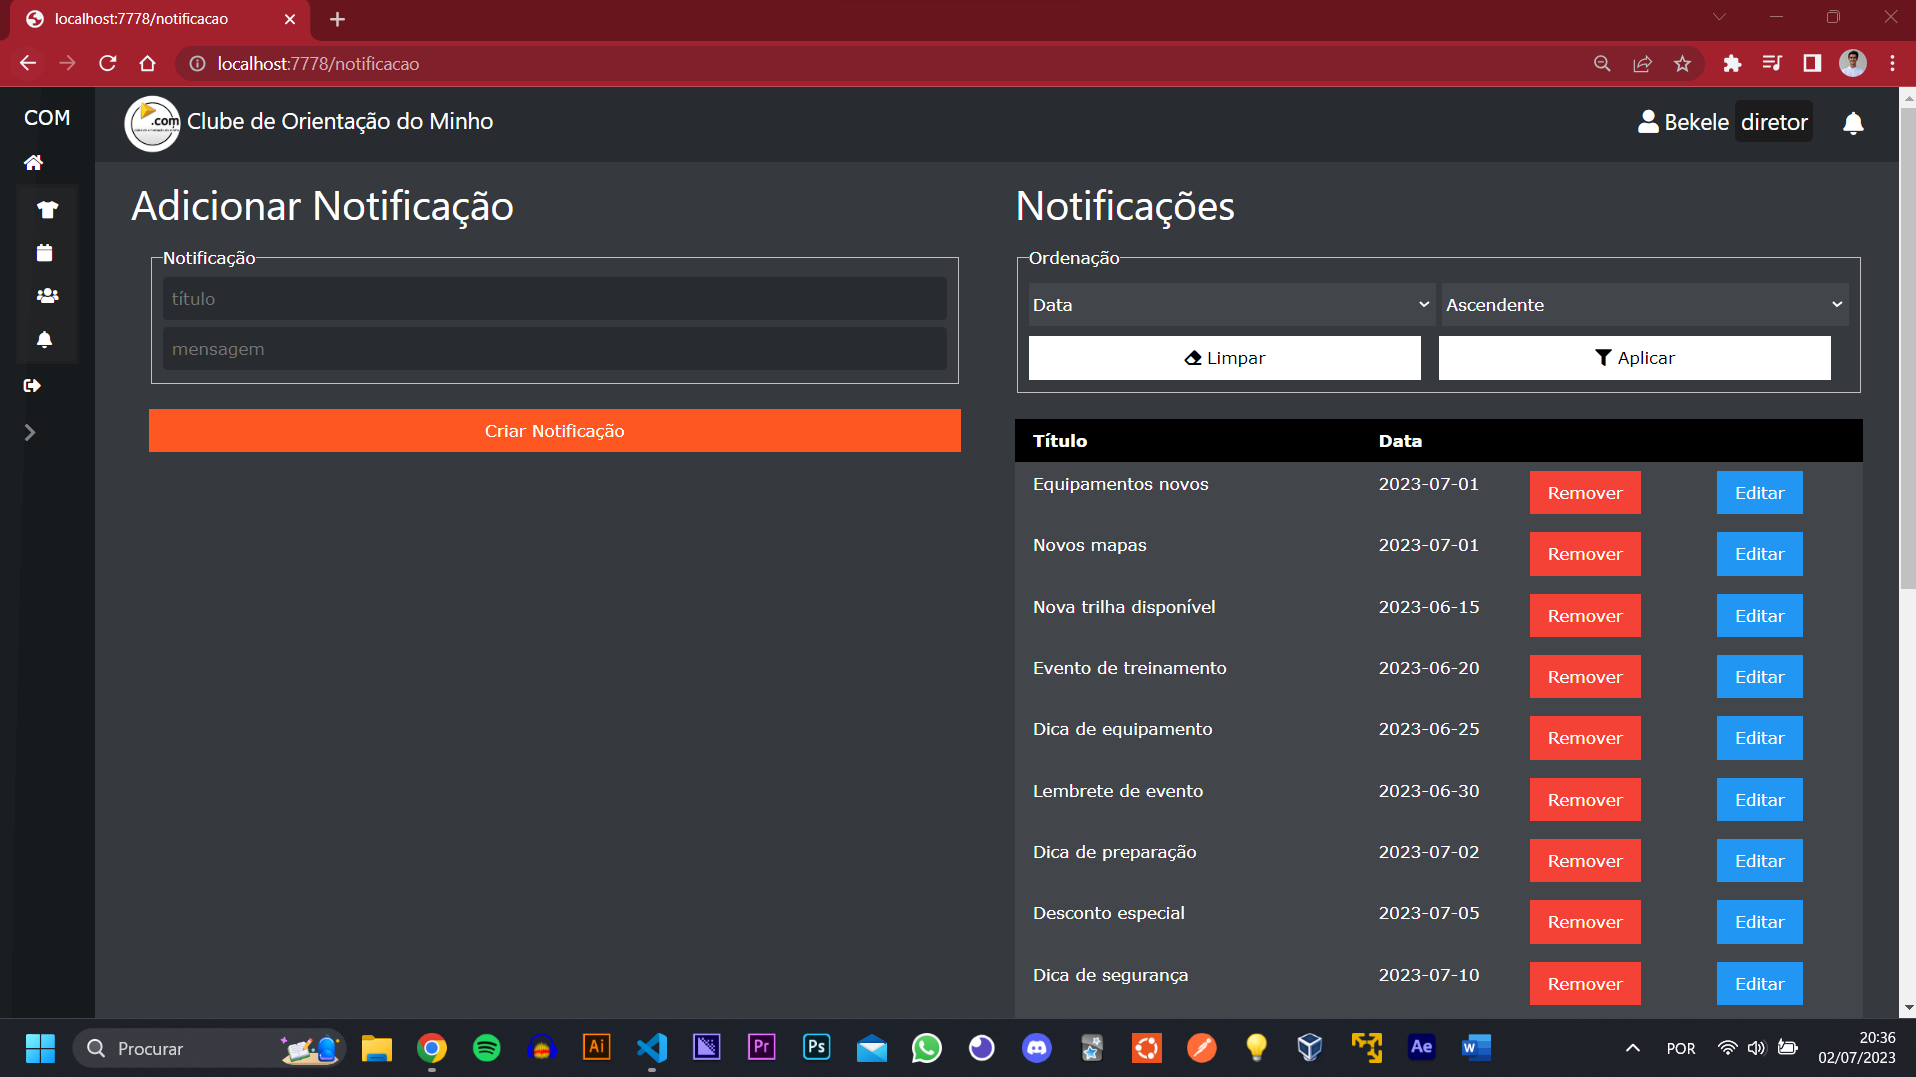 localhost:7778/notificacao
localhost:7778/notificacao
COM
.com Clube de Orientação do Minho
Bekele diretor
Adicionar Notificação
Notificação
título
mensagem
Criar Notificação
Notificações
Ordenação
Data Ascendente
Limpar Aplicar
Título Data
Equipamentos novos 2023-07-01 Remover Editar
Novos mapas 2023-07-01 Remover Editar
Nova trilha disponível 2023-06-15 Remover Editar
Evento de treinamento 2023-06-20 Remover Editar
Dica de equipamento 2023-06-25 Remover Editar
Lembrete de evento 2023-06-30 Remover Editar
Dica de preparação 2023-07-02 Remover Editar
Desconto especial 2023-07-05 Remover Editar
Dica de segurança 2023-07-10 Remover Editar
Procurar Ai Pr Ps Ae W POR 20:36
02/07/2023